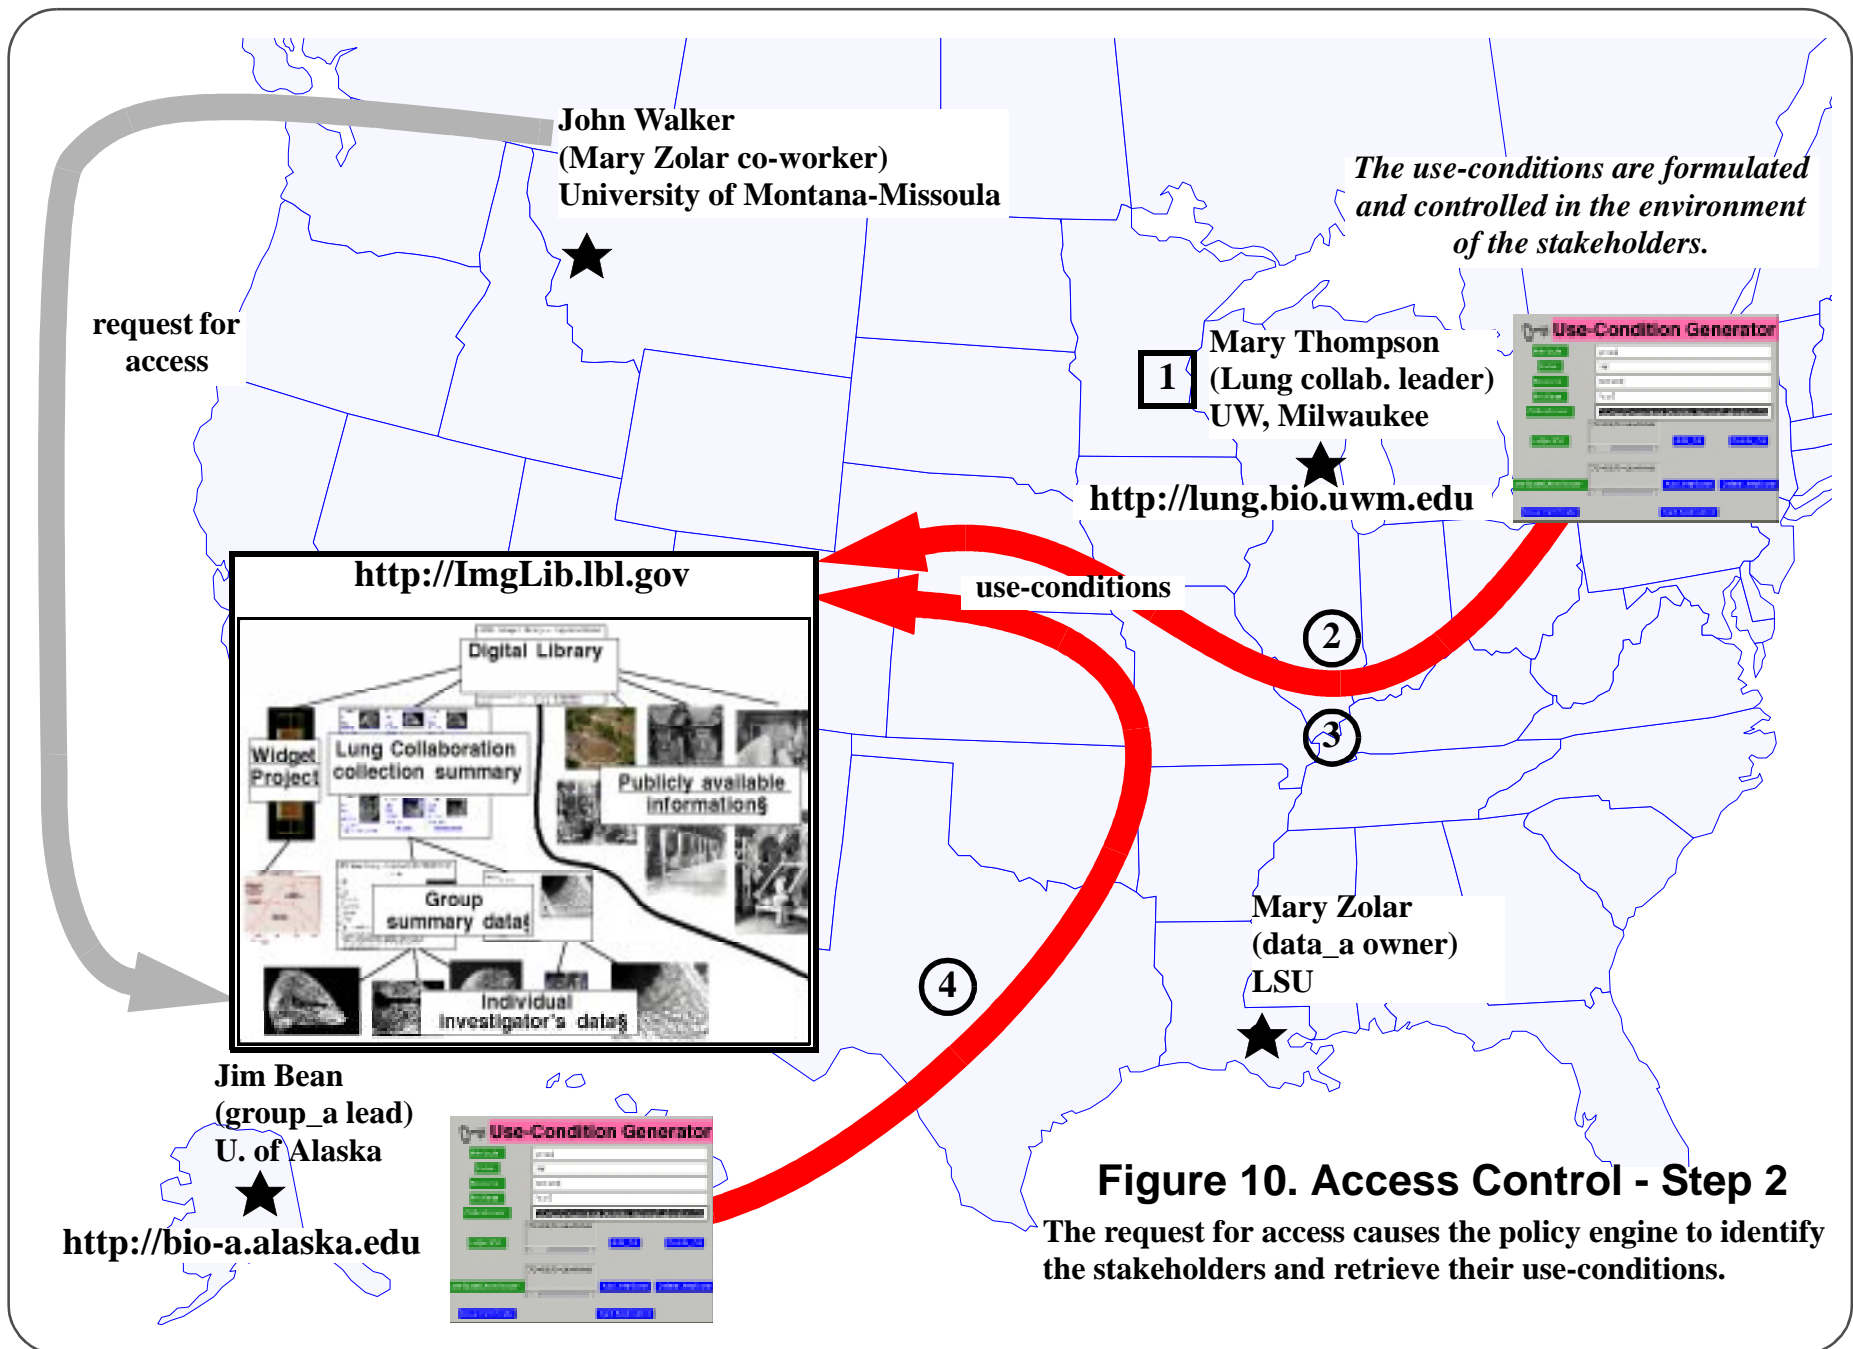 John Walker
(Mary Zolar co-worker)
University of Montana-Missoula
The use-conditions are formulated
and controlled in the environment
of the stakeholders.
request for
access
1
Mary Thompson
(Lung collab. leader)
UW, Milwaukee
http://lung.bio.uwm.edu
Use-Condition Generator
use-conditions
2
3
http://ImgLib.lbl.gov
Digital Library
Widget
Project
Lung Collaboration
collection summary
Publicly available
information§
Group
summary data§
Individual
investigator's data§
4
Mary Zolar
(data_a owner)
LSU
Jim Bean
(group_a lead)
U. of Alaska
http://bio-a.alaska.edu
Use-Condition Generator
Figure 10. Access Control - Step 2
The request for access causes the policy engine to identify
the stakeholders and retrieve their use-conditions.